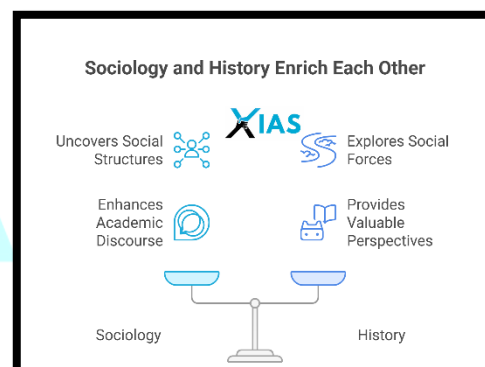 Sociology and History Enrich Each Other
XIAS
Uncovers Social
Structures
Explores Social
Forces
Enhances
Academic
Discourse
Provides
Valuable
Perspectives
Sociology
History